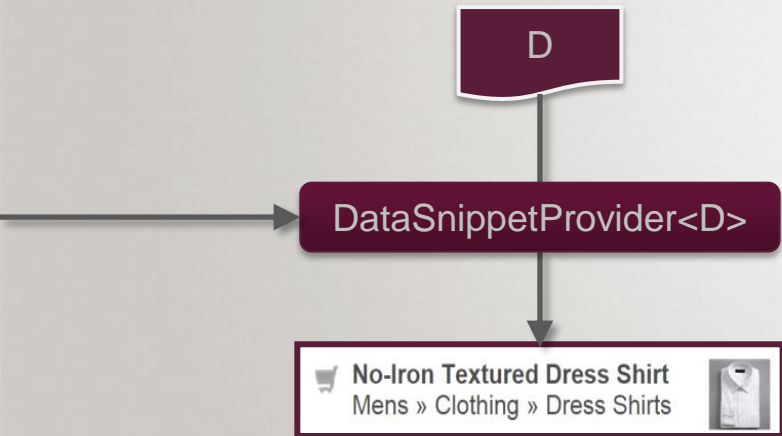 D
DataSnippetProvider<D>
No-Iron Textured Dress Shirt
Mens » Clothing » Dress Shirts